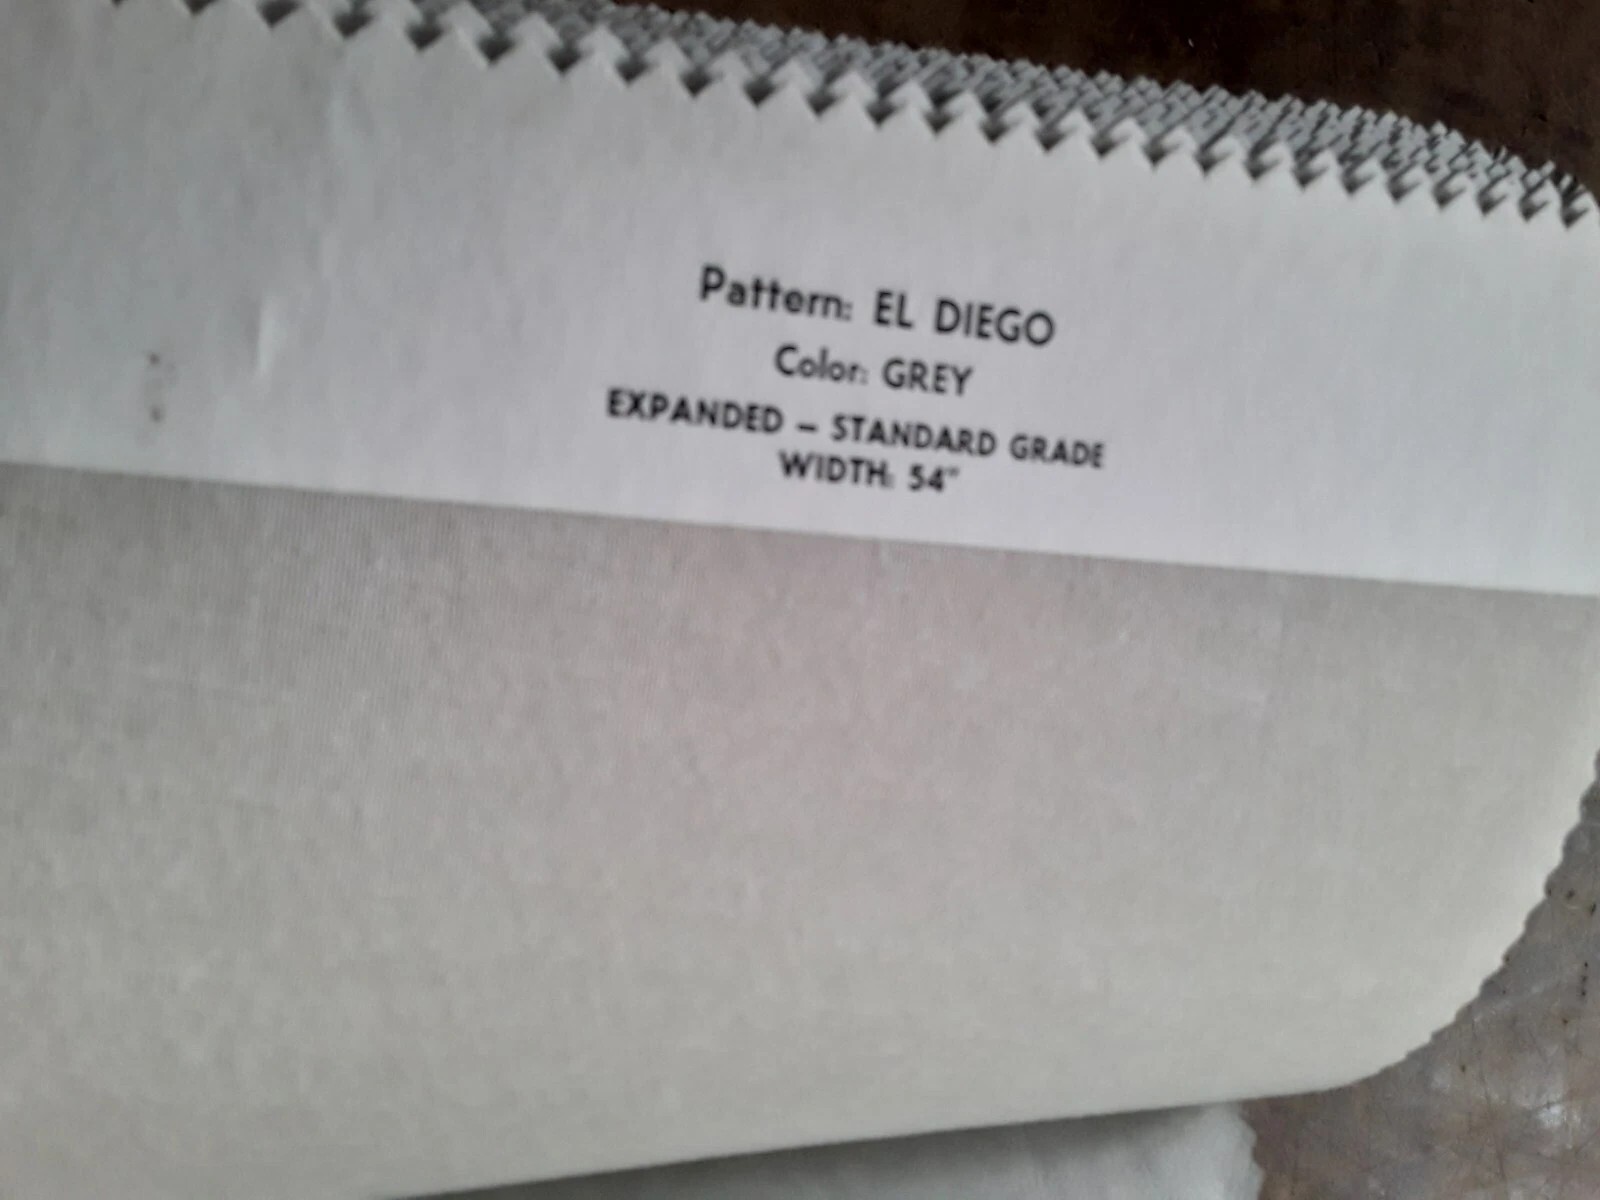 Pattern: EL DIEGO
Color: GREY
EXPANDED – STANDARD GRADE
WIDTH: 54"